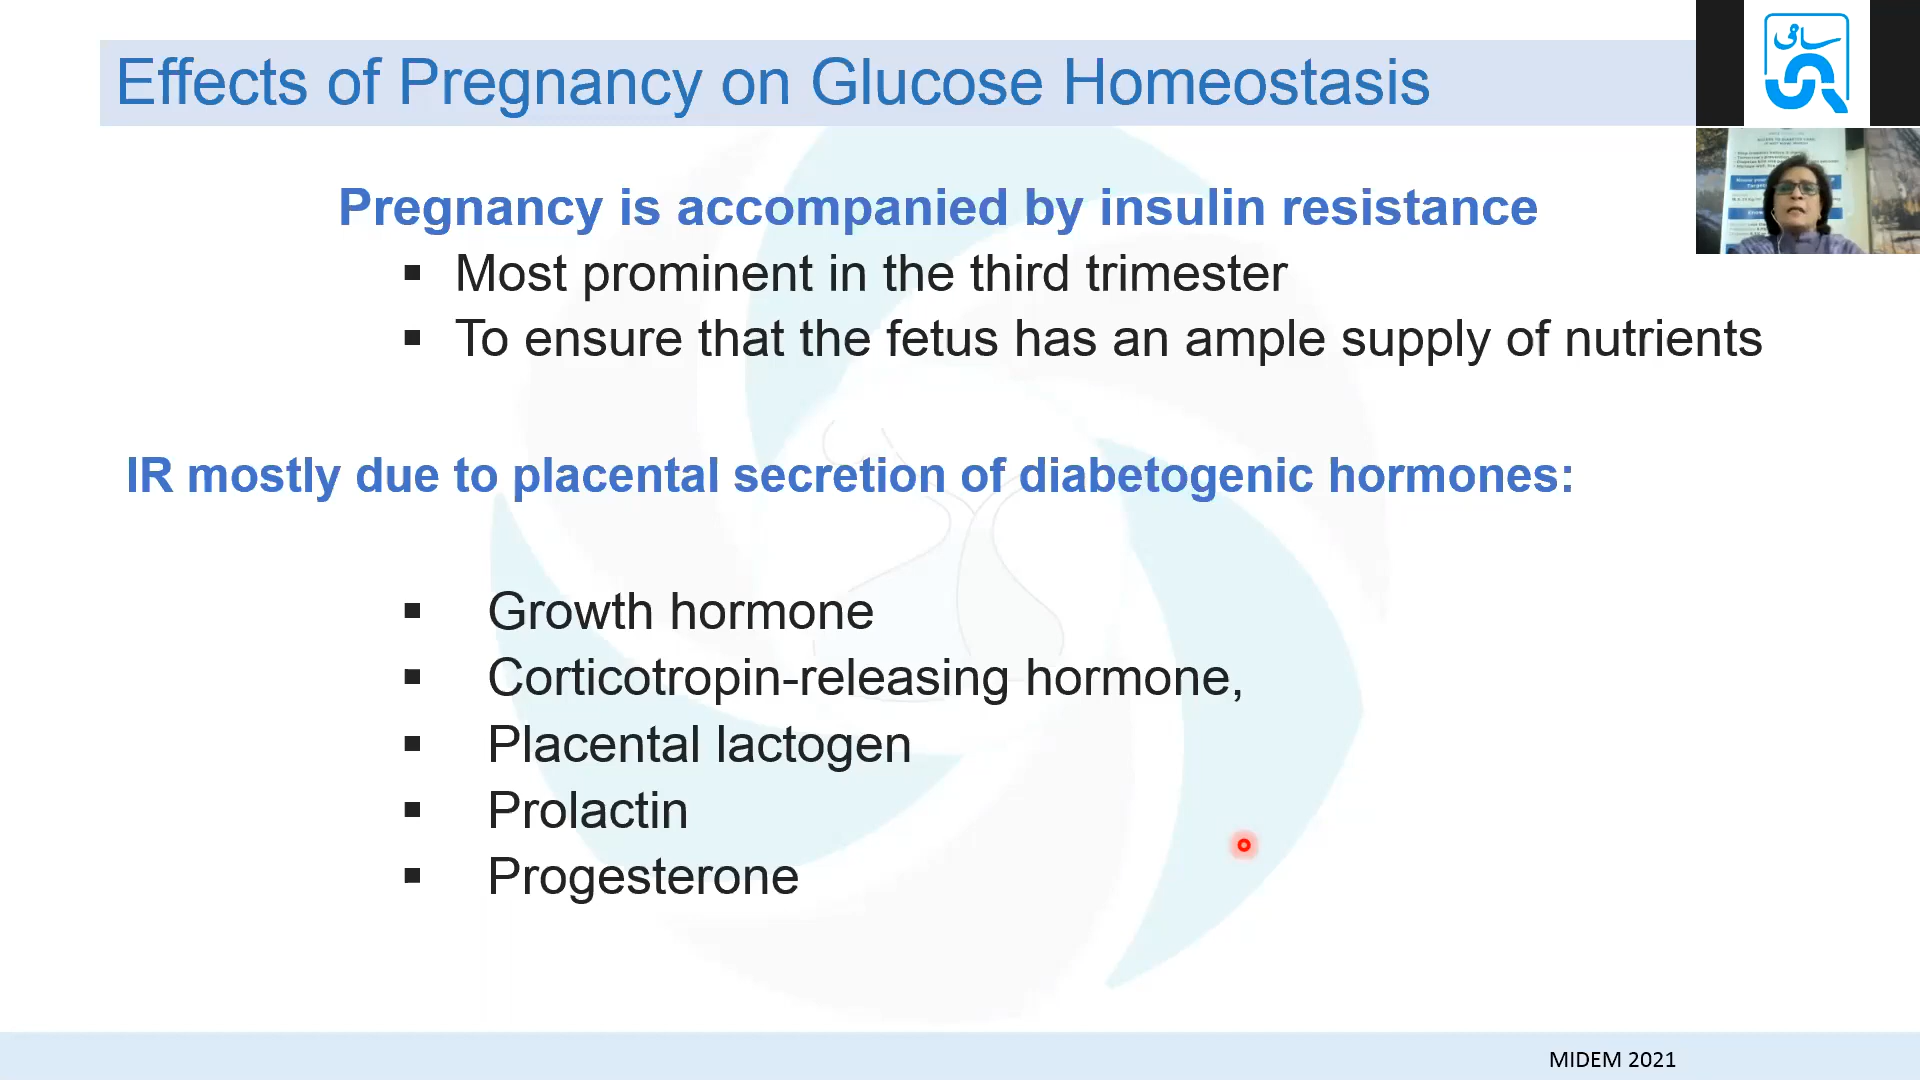 Effects of Pregnancy on Glucose Homeostasis
سافی
Pregnancy is accompanied by insulin resistance
▪ Most prominent in the third trimester
▪ To ensure that the fetus has an ample supply of nutrients
IR mostly due to placental secretion of diabetogenic hormones:
▪ Growth hormone
▪ Corticotropin-releasing hormone,
▪ Placental lactogen
▪ Prolactin
▪ Progesterone
MIDEM 2021